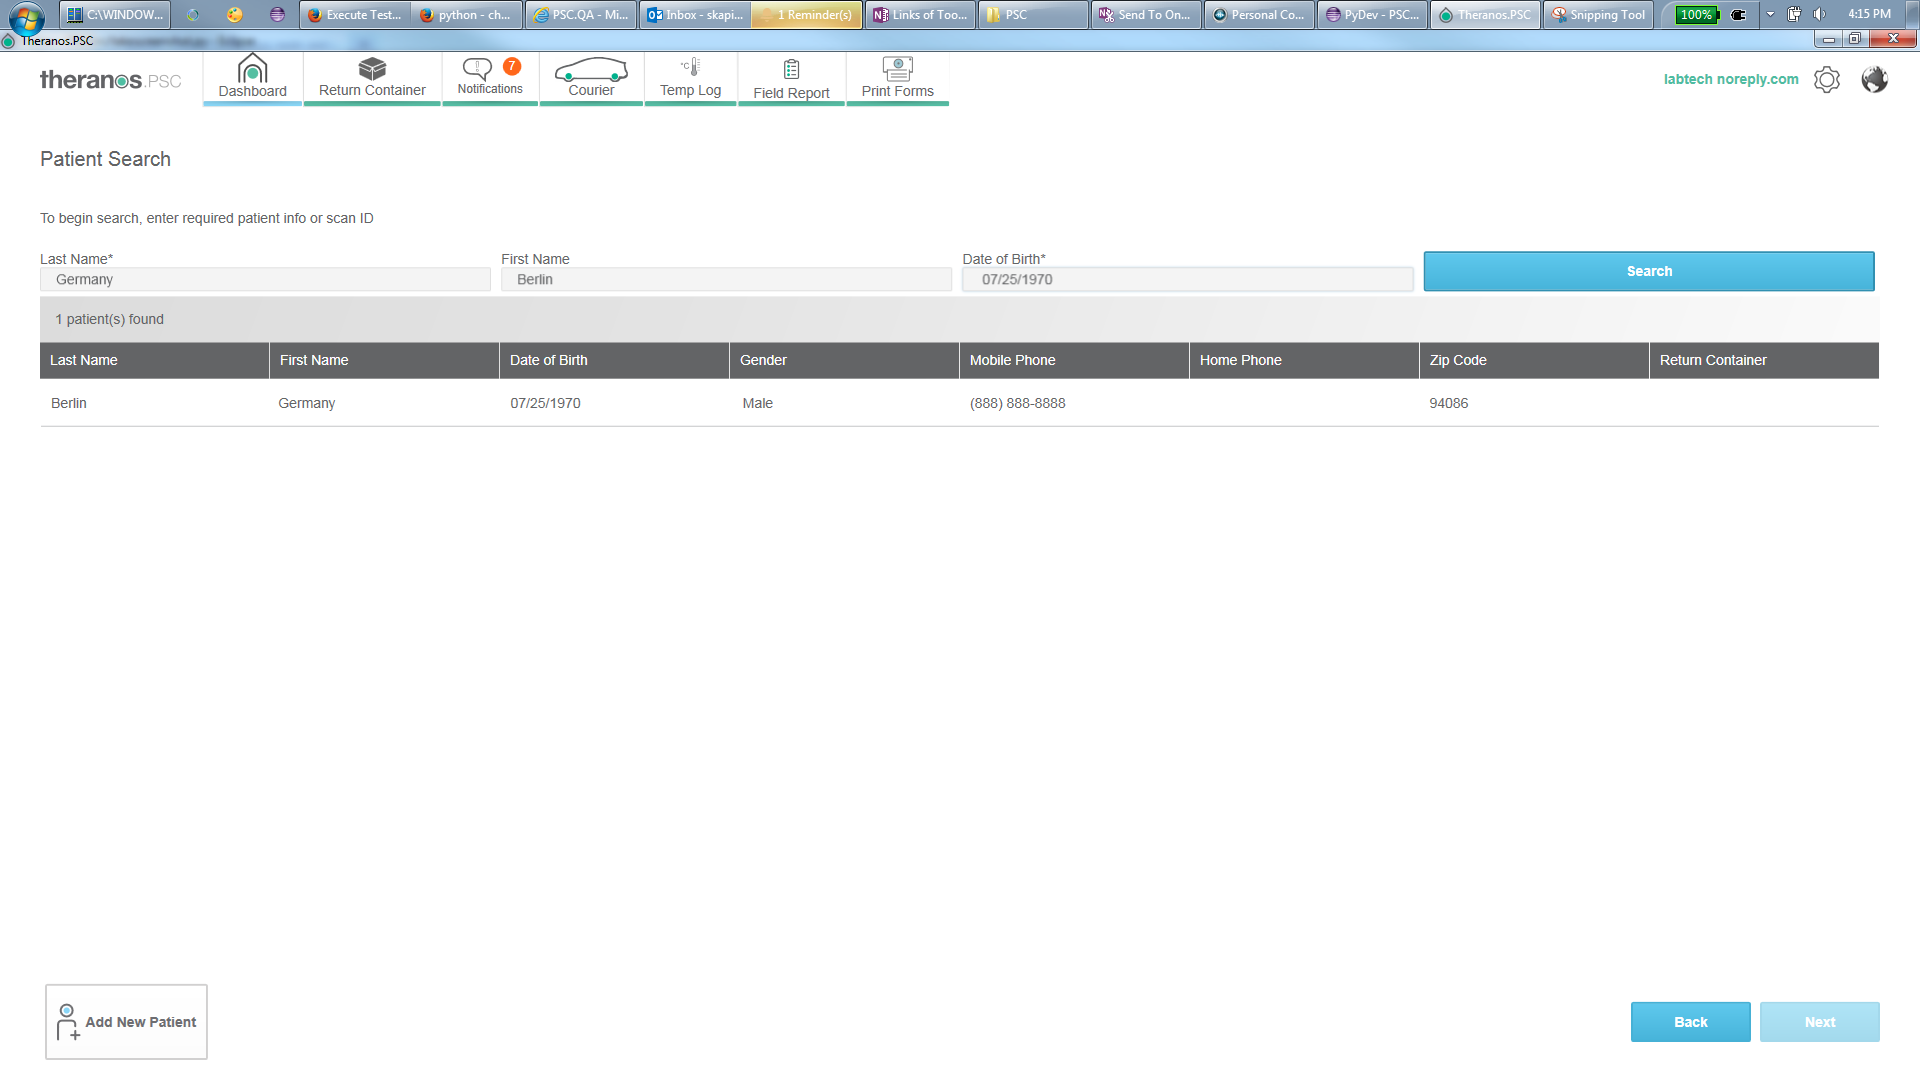 C:\WINDOW...
Execute Test...
python - ch...
PSC.QA - Mi...
Inbox - skapi...
1 Reminder(s)
Links of Too...
PSC
Send To On...
Personal Co...
PyDev - PSC...
Theranos.PSC
Snipping Tool
100%
4:15 PM
Theranos.PSC
theranos.PSC
Dashboard
Return Container
7
Notifications
Courier
°C
Temp Log
Field Report
Print Forms
labtech noreply.com
Patient Search
To begin search, enter required patient info or scan ID
Last Name*
First Name
Date of Birth*
Germany
Berlin
07/25/1970
Search
1 patient(s) found
Last Name First Name Date of Birth Gender Mobile Phone Home Phone Zip Code Return Container
Berlin Germany 07/25/1970 Male (888) 888-8888 94086
Add New Patient
Back
Next